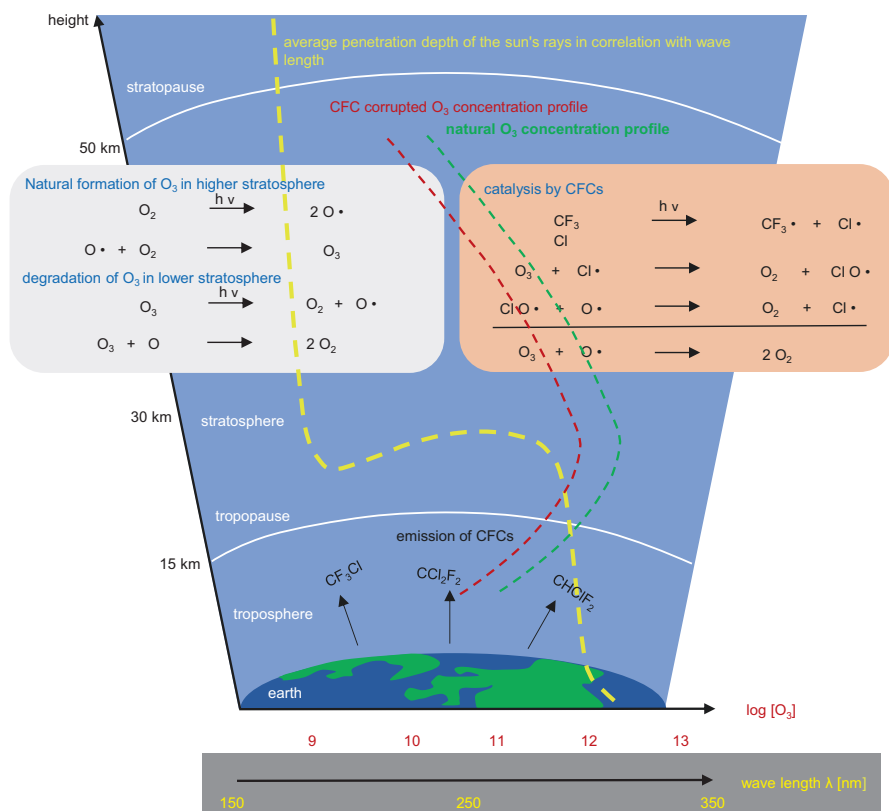 height
average penetration depth of the sun's rays in correlation with wave
length
stratopause
CFC corrupted O₃ concentration profile
natural O₃ concentration profile
50 km
Natural formation of O₃ in higher stratosphere
O₂ h ν 2 O •
O • + O₂ O₃
degradation of O₃ in lower stratosphere
O₃ h ν O₂ + O •
O₃ + O 2 O₂
catalysis by CFCs
CF₃ h ν CF₃ • + Cl •
Cl
O₃ + Cl • O₂ + Cl O •
Cl O • + O • O₂ + Cl •
O₃ + O • 2 O₂
30 km
stratosphere
tropopause
emission of CFCs
15 km
CF₃Cl CCl₂F₂ CHClF₂
troposphere
earth
log [O₃]
9 10 11 12 13
wave length λ [nm]
150 250 350